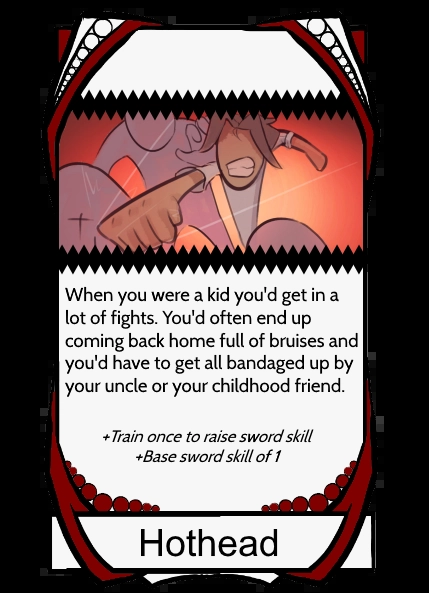 When you were a kid you'd get in a
lot of fights. You'd often end up
coming back home full of bruises and
you'd have to get all bandaged up by
your uncle or your childhood friend.
+Train once to raise sword skill
+Base sword skill of 1
Hothead